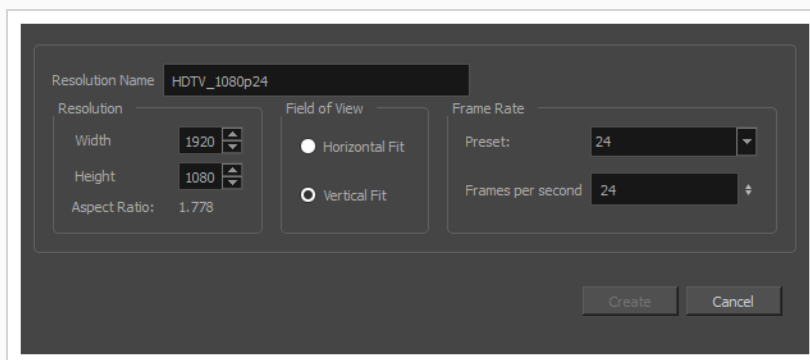 Resolution Name HDTV_1080p24
Resolution
Width 1920
Height 1080
Aspect Ratio: 1.778
Field of View
Horizontal Fit
Vertical Fit
Frame Rate
Preset: 24
Frames per second 24
Create Cancel